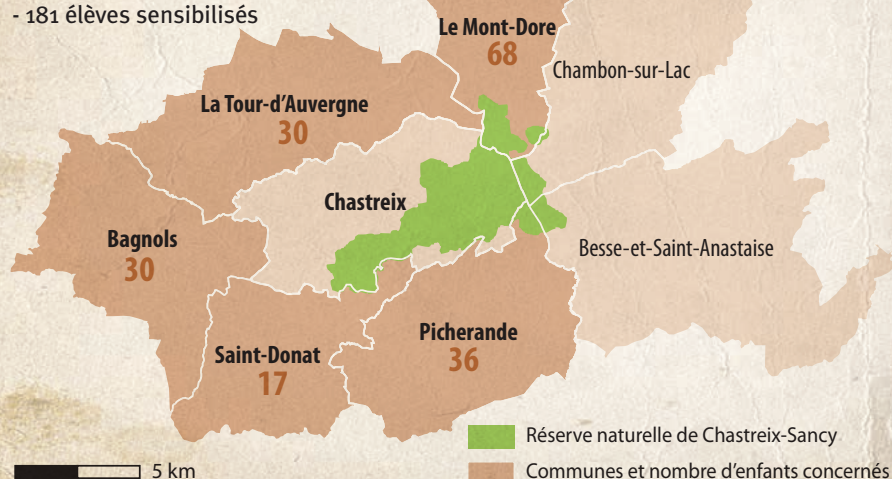 - 181 élèves sensibilisés
Le Mont-Dore
68
Chambon-sur-Lac
La Tour-d'Auvergne
30
Chastreix
Bagnols
30
Besse-et-Saint-Anastaise
Picherande
36
Saint-Donat
17
Réserve naturelle de Chastreix-Sancy
5 km
Communes et nombre d'enfants concernés